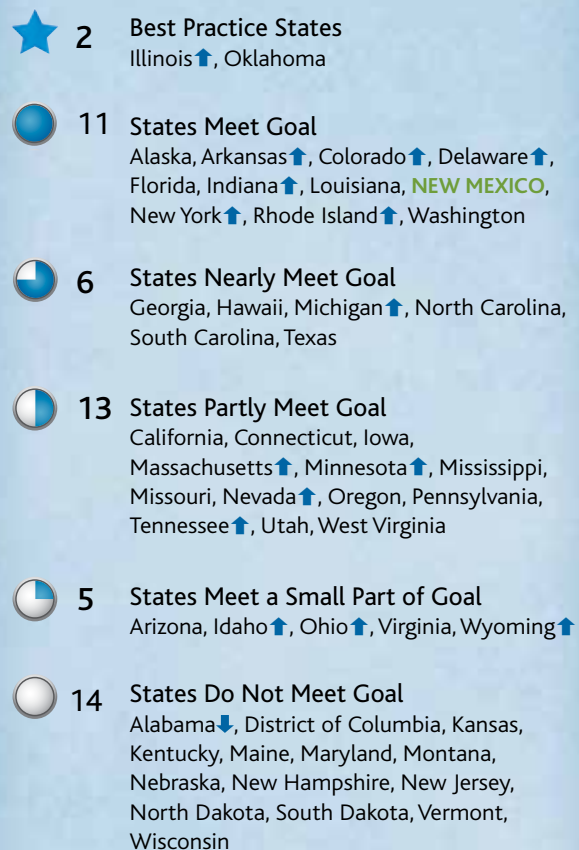 2 Best Practice States
Illinois⬆, Oklahoma
11 States Meet Goal
Alaska, Arkansas⬆, Colorado⬆, Delaware⬆,
Florida, Indiana⬆, Louisiana, NEW MEXICO,
New York⬆, Rhode Island⬆, Washington
6 States Nearly Meet Goal
Georgia, Hawaii, Michigan⬆, North Carolina,
South Carolina, Texas
13 States Partly Meet Goal
California, Connecticut, Iowa,
Massachusetts⬆, Minnesota⬆, Mississippi,
Missouri, Nevada⬆, Oregon, Pennsylvania,
Tennessee⬆, Utah, West Virginia
5 States Meet a Small Part of Goal
Arizona, Idaho⬆, Ohio⬆, Virginia, Wyoming⬆
14 States Do Not Meet Goal
Alabama⬇, District of Columbia, Kansas,
Kentucky, Maine, Maryland, Montana,
Nebraska, New Hampshire, New Jersey,
North Dakota, South Dakota, Vermont,
Wisconsin